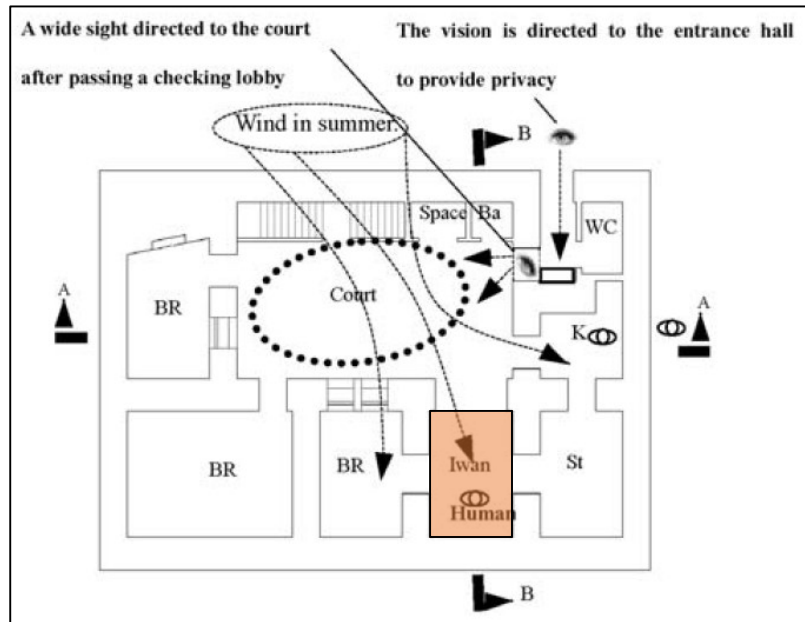 A wide sight directed to the court
after passing a checking lobby
The vision is directed to the entrance hall
to provide privacy
Wind in summer
B
Space Ba
WC
Court
BR
A
K
A
BR
BR
Iwan
St
Human
B